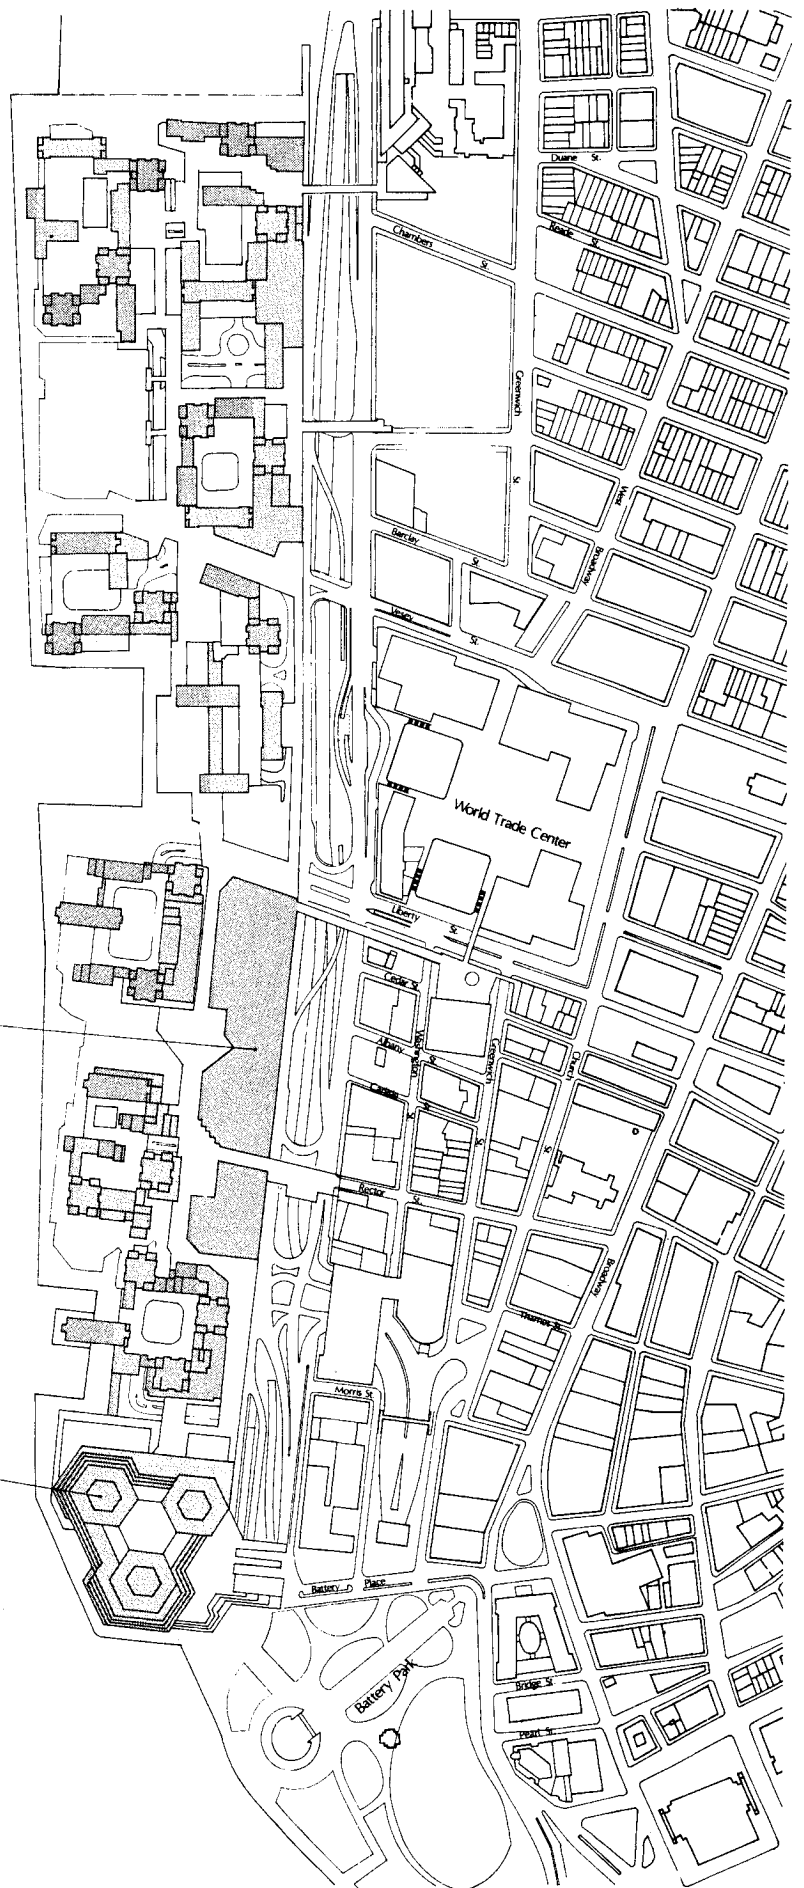 Duane St.
Reade St.
Chambers St.
Greenwich St.
West Broadway
Barclay St.
Vesey St.
World Trade Center
Liberty St.
Cedar St.
Albany St.
Washington
Greenwich St.
Church St.
Carlisle St.
Rector St.
Broadway
Thames St.
Morris St.
Battery Place
Battery Park
Bridge St.
Pearl St.